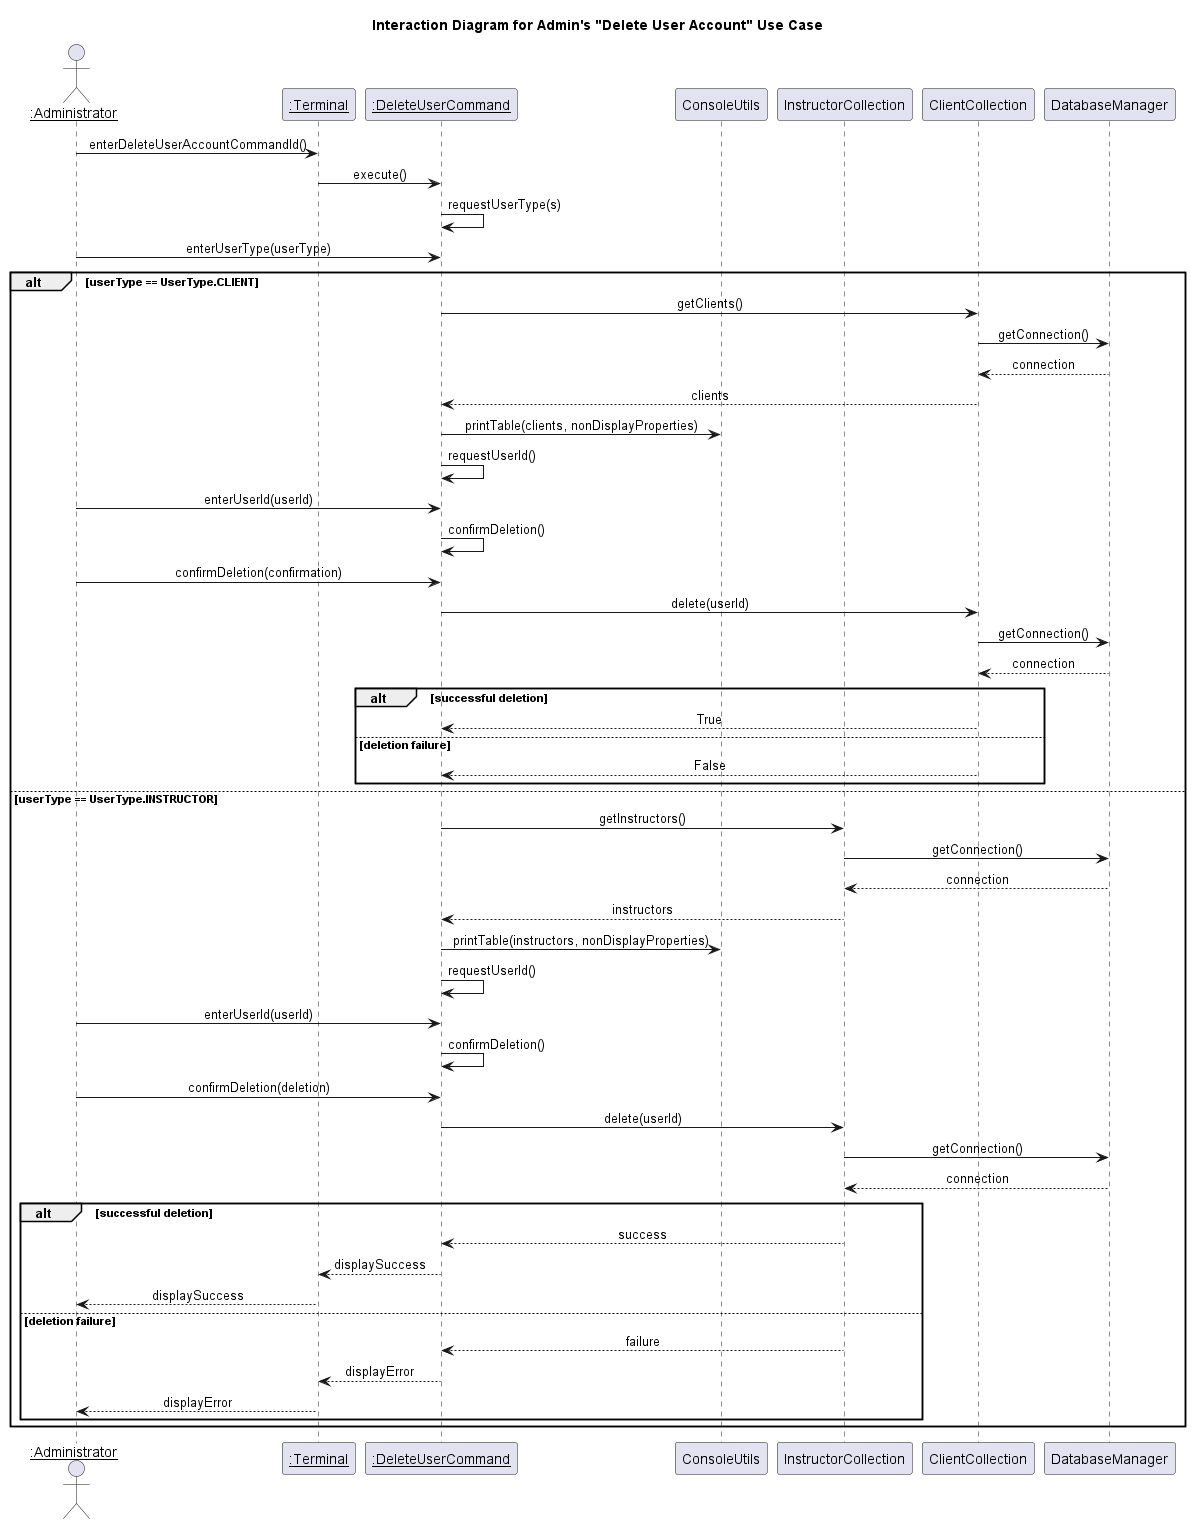 Interaction Diagram for Admin's "Delete User Account" Use Case
:Administrator
:Terminal
:DeleteUserCommand
ConsoleUtils
InstructorCollection
ClientCollection
DatabaseManager
enterDeleteUserAccountCommandId()
execute()
requestUserType(s)
enterUserType(userType)
alt
[userType == UserType.CLIENT]
getClients()
getConnection()
connection
clients
printTable(clients, nonDisplayProperties)
requestUserId()
enterUserId(userId)
confirmDeletion()
confirmDeletion(confirmation)
delete(userId)
getConnection()
connection
alt
[successful deletion]
True
[deletion failure]
False
[userType == UserType.INSTRUCTOR]
getInstructors()
getConnection()
connection
instructors
printTable(instructors, nonDisplayProperties)
requestUserId()
enterUserId(userId)
confirmDeletion()
confirmDeletion(deletion)
delete(userId)
getConnection()
connection
alt
[successful deletion]
success
displaySuccess
displaySuccess
[deletion failure]
failure
displayError
displayError
:Administrator
:Terminal
:DeleteUserCommand
ConsoleUtils
InstructorCollection
ClientCollection
DatabaseManager